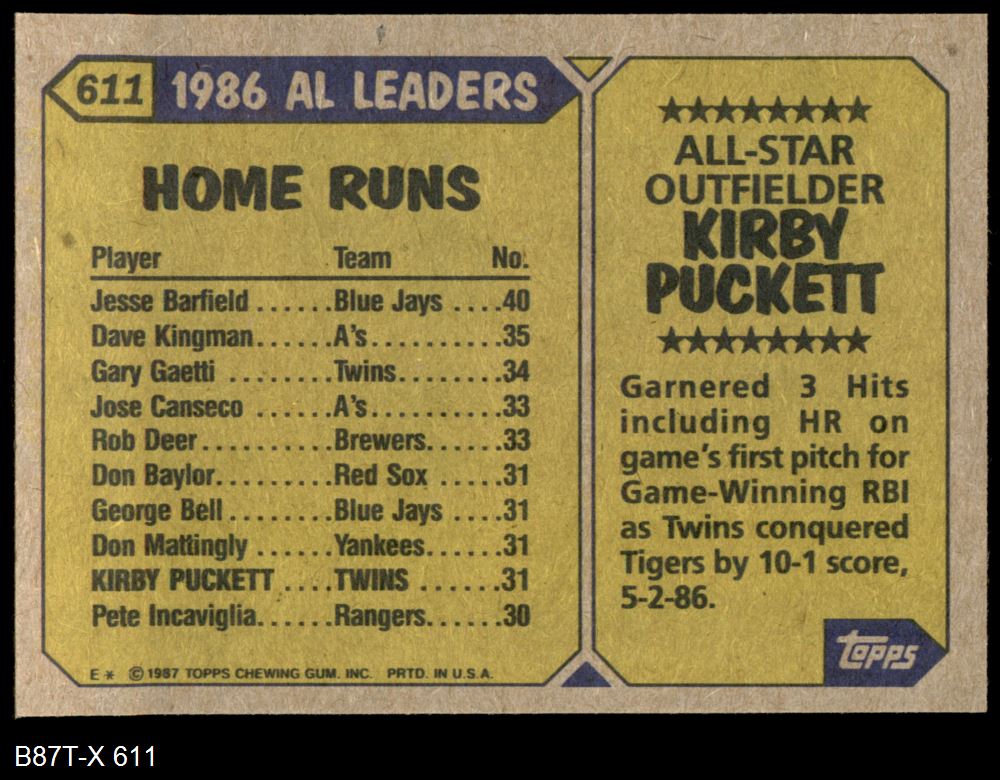 611 1986 AL LEADERS
HOME RUNS
Player Team No.
Jesse Barfield ......Blue Jays ....40
Dave Kingman......A's..........35
Gary Gaetti ........Twins........34
Jose Canseco ......A's..........33
Rob Deer..........Brewers......33
Don Baylor.........Red Sox .....31
George Bell........Blue Jays ....31
Don Mattingly ......Yankees......31
KIRBY PUCKETT ....TWINS ......31
Pete Incaviglia......Rangers......30
E * © 1987 TOPPS CHEWING GUM, INC. PRTD. IN U.S.A.
★★★★★★★★
ALL-STAR
OUTFIELDER
KIRBY
PUCKETT
★★★★★★★★
Garnered 3 Hits
including HR on
game's first pitch for
Game-Winning RBI
as Twins conquered
Tigers by 10-1 score,
5-2-86.
topps
B87T-X 611